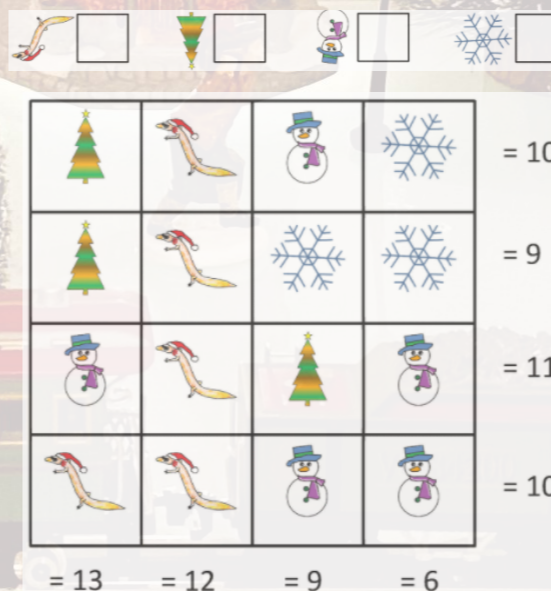 = 10
= 9
= 11
= 10
= 13 = 12 = 9 = 6